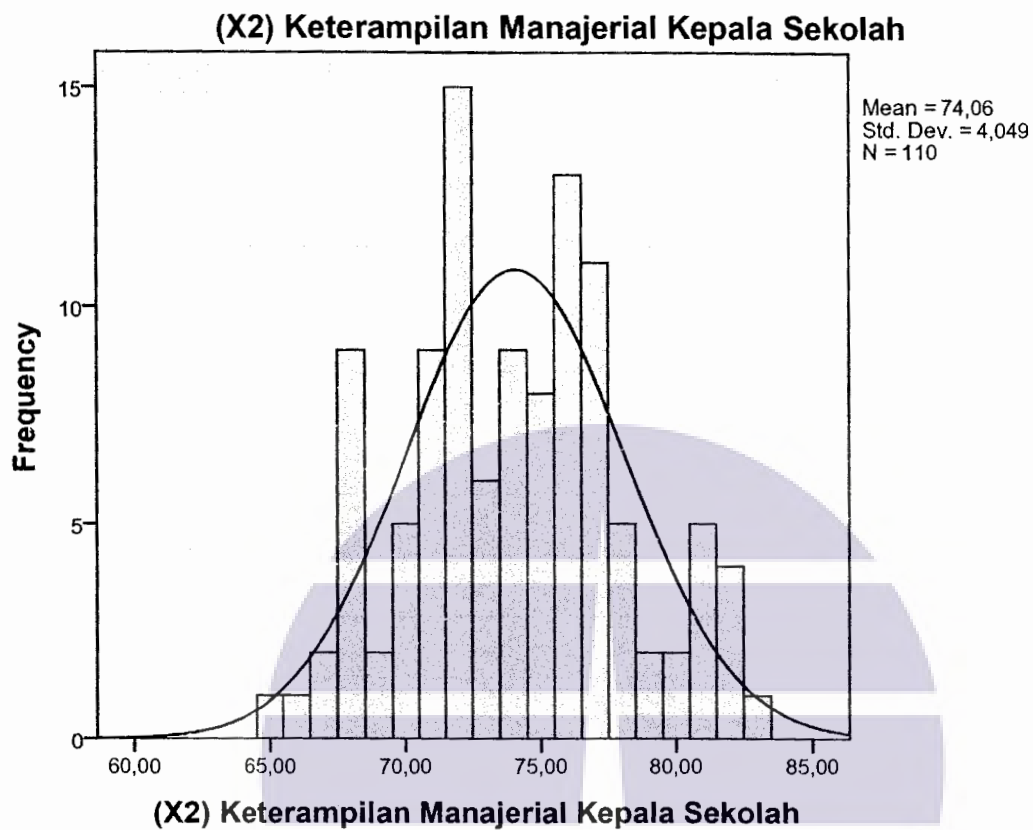 (X2) Keterampilan Manajerial Kepala Sekolah
Mean = 74,06
Std. Dev. = 4,049
N = 110
Frequency
15
10
5
0
60,00 65,00 70,00 75,00 80,00 85,00
(X2) Keterampilan Manajerial Kepala Sekolah